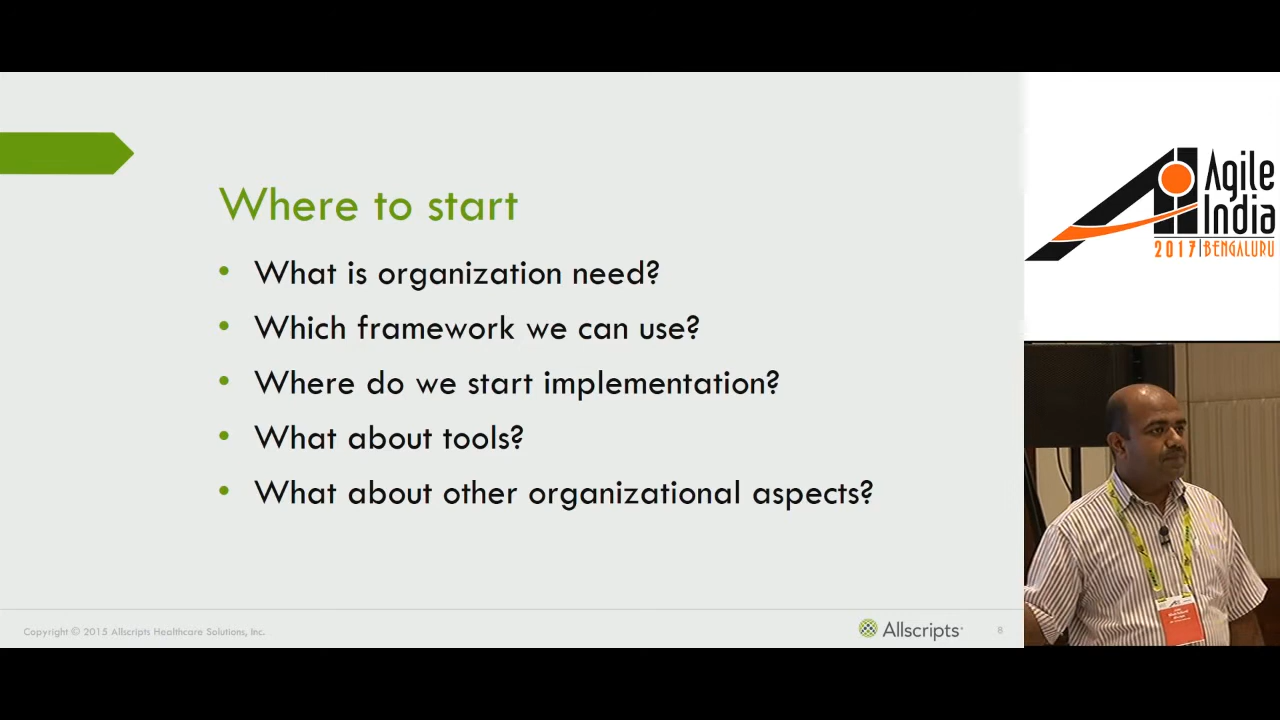 Where to start
• What is organization need?
• Which framework we can use?
• Where do we start implementation?
• What about tools?
• What about other organizational aspects?
Copyright © 2015 Allscripts Healthcare Solutions, Inc.
Allscripts
8
Agile
India
2017 | BENGALURU